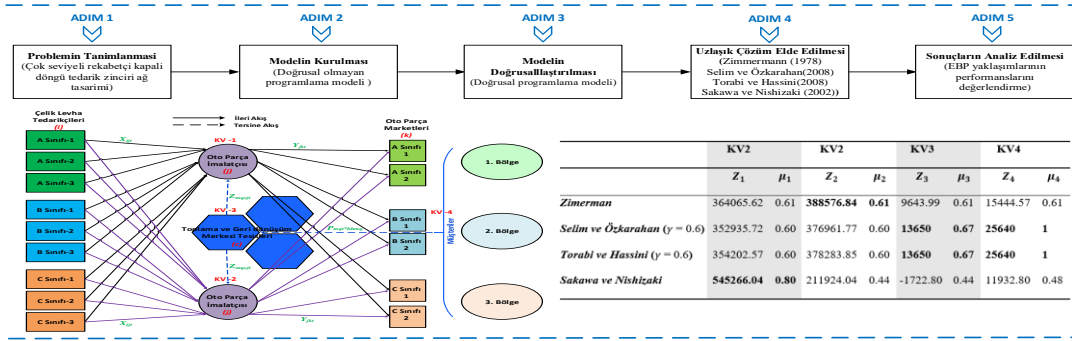 ADIM 1
ADIM 2
ADIM 3
ADIM 4
ADIM 5
Problemin Tanimlanması
(Çok seviyeli rekabetçi kapali
döngü tedarik zinciri ağ
tasarimi)
Modelin Kurulması
(Doğrusal olmayan
programlama modeli )
Modelin
Doğrusalllaştırılması
(Doğrusal programlama modeli)
Uzlaşık Çözüm Elde Edilmesi
(Zimmermann (1978)
Selim ve Özkarahan(2008)
Torabi ve Hassini(2008)
Sakawa ve Nishizaki (2002))
Sonuçların Analiz Edilmesi
(EBP yaklaşımlarının
performanslarını
değerlendirme)
Çelik Levha
Tedarikçileri
(i)
A Sınıfı-1
A Sınıfı-2
A Sınıfı-3
B Sınıfı-1
B Sınıfı-2
B Sınıfı-3
C Sınıfı-1
C Sınıfı-2
C Sınıfı-3
İleri Akış
Tersine Akış
KV -1
Oto Parça
İmalatçısı
(j)
KV-3
Toplama ve Geri dönüşüm
Merkezi Tesisleri
KV-2
Oto Parça
İmalatçısı
(j)
Oto Parça
Marketleri
(k)
A Sınıfı
1
A Sınıfı
2
B Sınıfı
1
B Sınıfı
2
C Sınıfı
1
C Sınıfı
2
KV-4
Müşteriler
1. Bölge
2. Bölge
3. Bölge
KV2 KV2 KV3 KV4
Z1 μ1 Z2 μ2 Z3 μ3 Z4 μ4
Zimerman 364065.62 0.61 388576.84 0.61 9643.99 0.61 15444.57 0.61
Selim ve Özkarahan (γ = 0.6) 352935.72 0.60 376961.77 0.60 13650 0.67 25640 1
Torabi ve Hassini (γ = 0.6) 354202.57 0.60 378283.85 0.60 13650 0.67 25640 1
Sakawa ve Nishizaki 545266.04 0.80 211924.04 0.44 -1722.80 0.44 11932.80 0.48